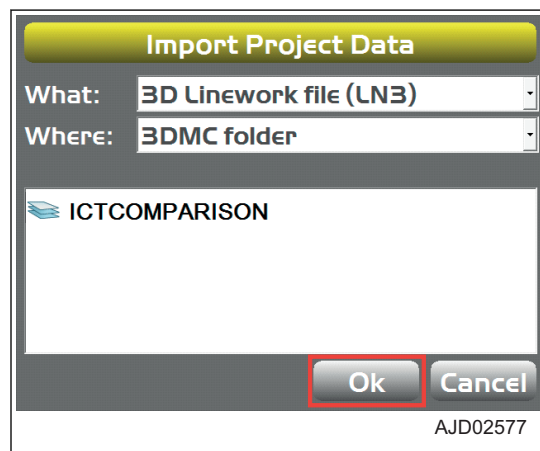 Import Project Data
What: 3D Linework file (LN3)
Where: 3DMC folder
ICTCOMPARISON
Ok Cancel
AJD02577